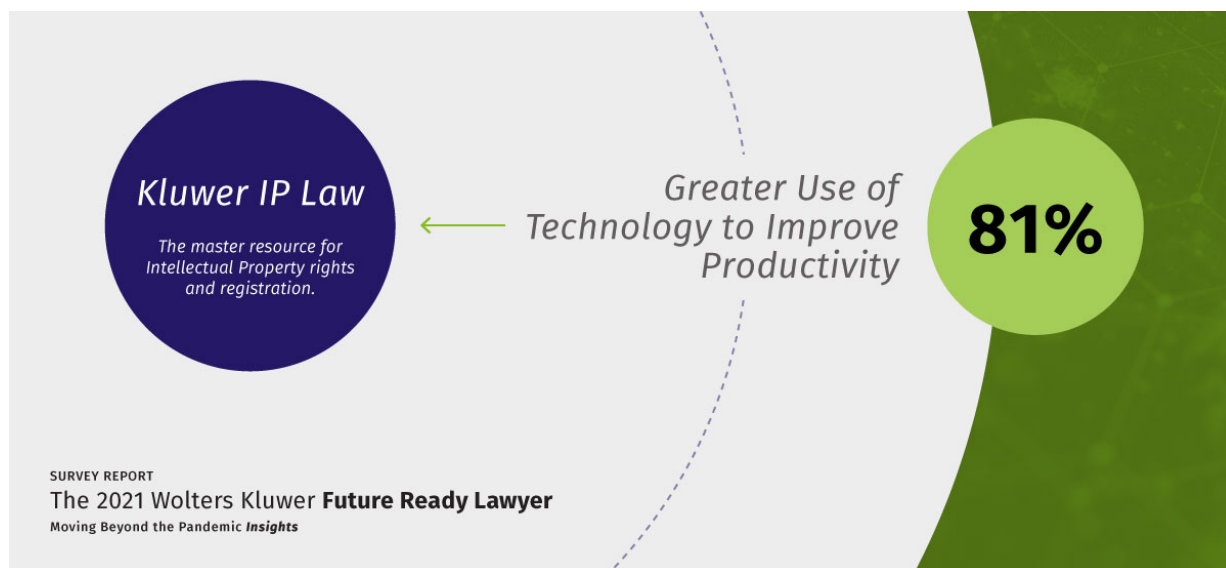 Kluwer IP Law
The master resource for
Intellectual Property rights
and registration.
Greater Use of
Technology to Improve
Productivity
81%
SURVEY REPORT
The 2021 Wolters Kluwer Future Ready Lawyer
Moving Beyond the Pandemic Insights